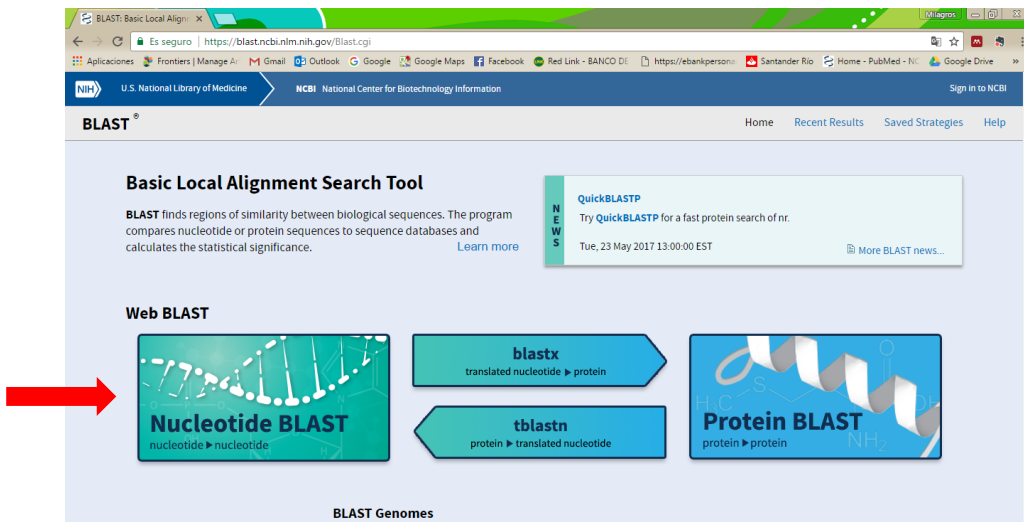 BLAST: Basic Local Alignm
Milagros
Es seguro | https://blast.ncbi.nlm.nih.gov/Blast.cgi
Aplicaciones Frontiers | Manage Ar Gmail Outlook Google Google Maps Facebook Red Link - BANCO DE https://ebankpersona Santander Río Home - PubMed - NC Google Drive »
NIH U.S. National Library of Medicine NCBI National Center for Biotechnology Information Sign in to NCBI
BLAST ® Home Recent Results Saved Strategies Help
Basic Local Alignment Search Tool
BLAST finds regions of similarity between biological sequences. The program
compares nucleotide or protein sequences to sequence databases and
calculates the statistical significance. Learn more
NEWS
QuickBLASTP
Try QuickBLASTP for a fast protein search of nr.
Tue, 23 May 2017 13:00:00 EST
More BLAST news...
Web BLAST
Nucleotide BLAST
nucleotide ▶ nucleotide
blastx
translated nucleotide ▶ protein
tblastn
protein ▶ translated nucleotide
Protein BLAST
protein ▶ protein
H₃C
S
O
OH
NH₂
BLAST Genomes